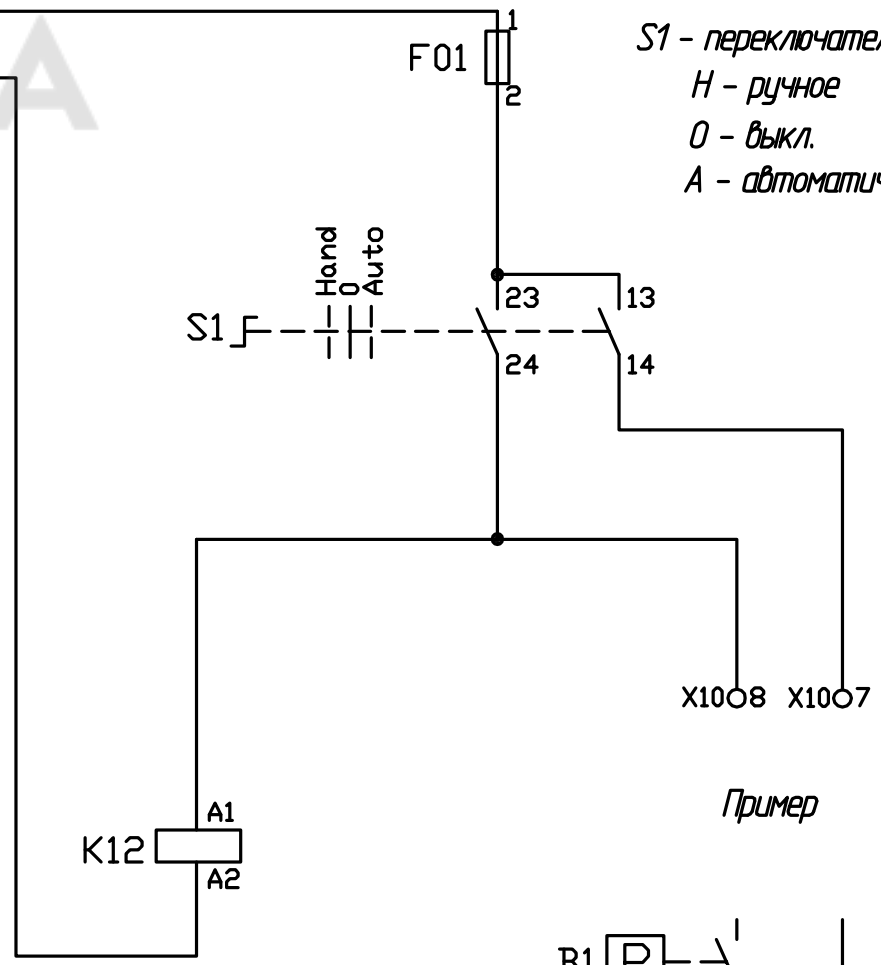 1
F01
2
S1 - переключател
H - ручное
0 - выкл.
A - автоматич
Hand
0
Auto
S1
23
13
24
14
X10 8
X10 7
Пример
K12
A1
A2
B1
P